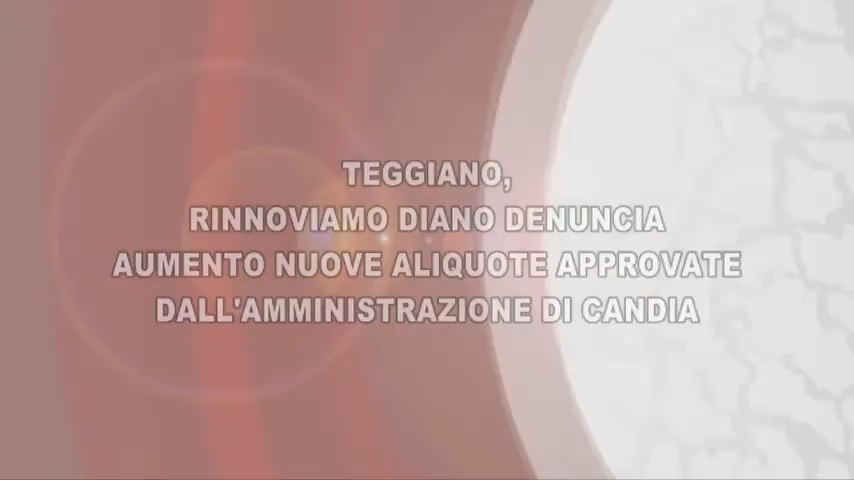 TEGGIANO,
RINNOVIAMO DIANO DENUNCIA
AUMENTO NUOVE ALIQUOTE APPROVATE
DALL'AMMINISTRAZIONE DI CANDIA